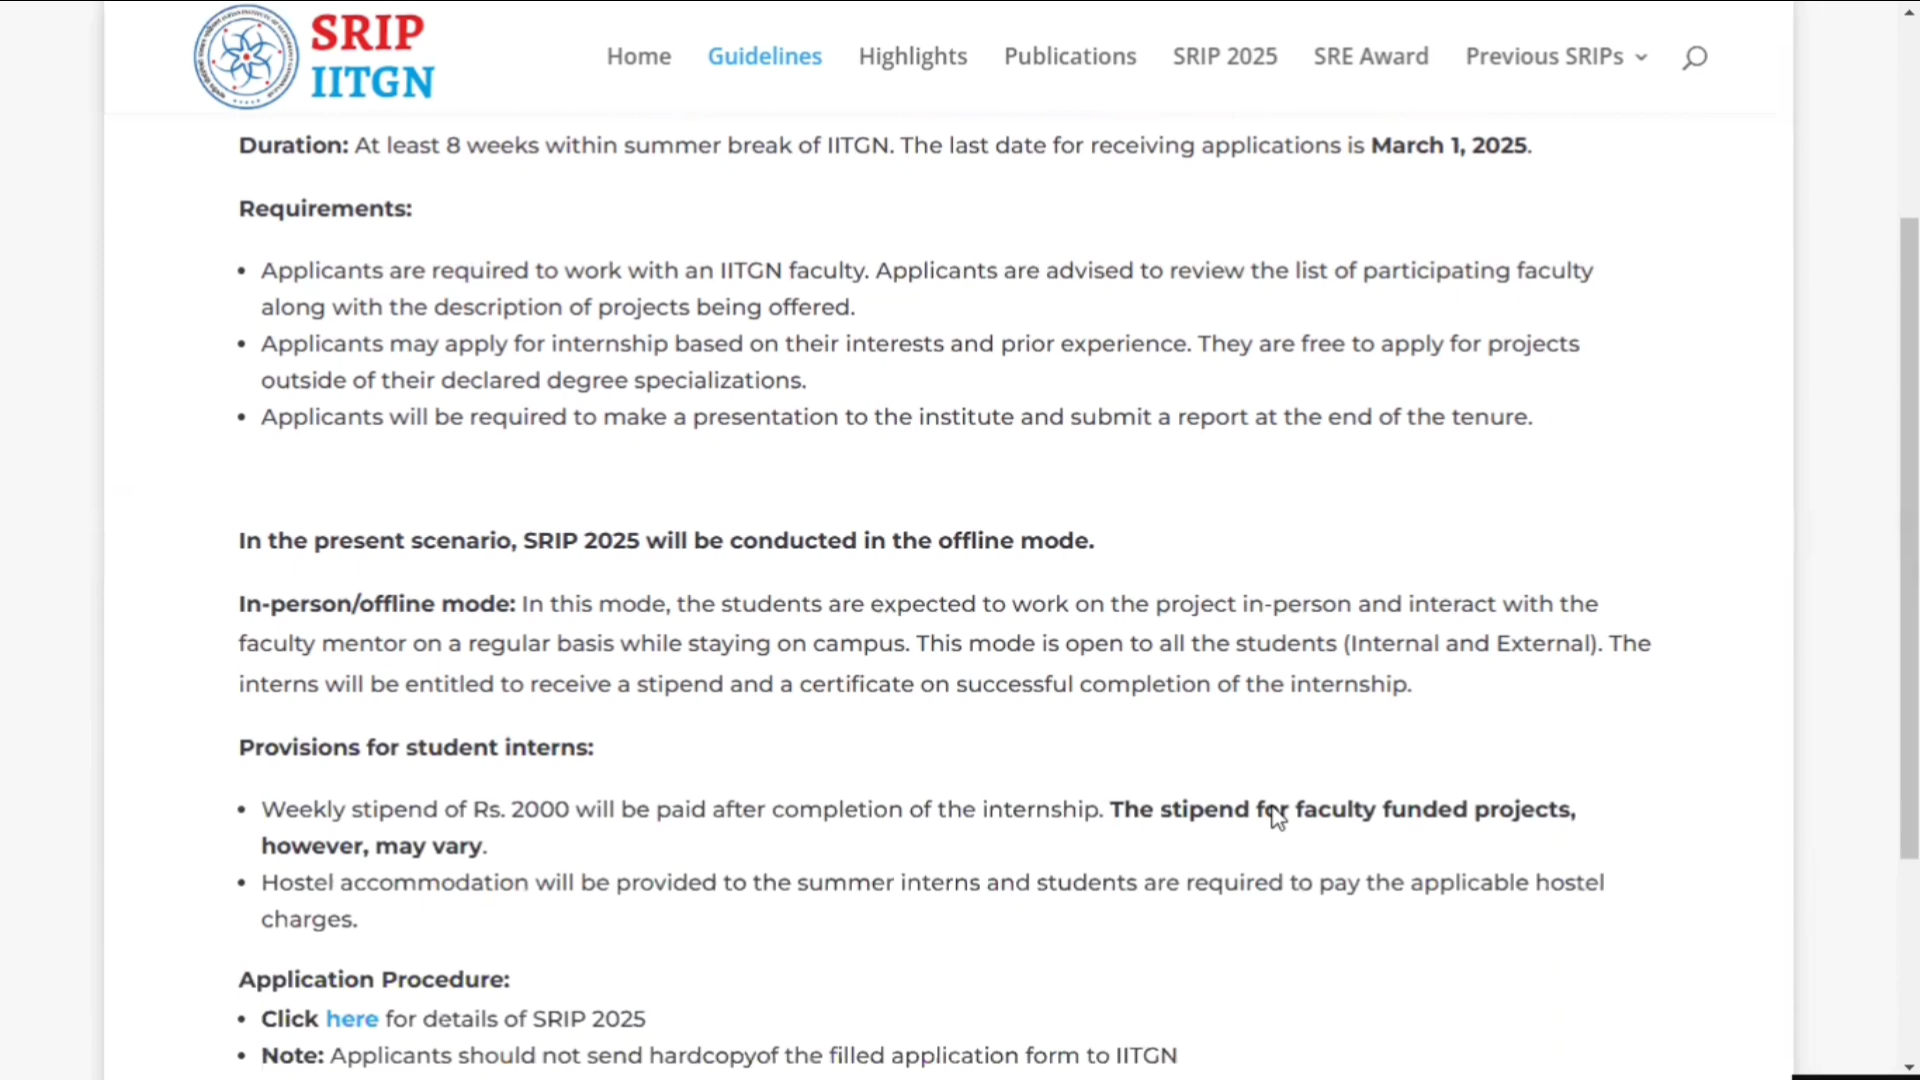 SRIP
IITGN
Home Guidelines Highlights Publications SRIP 2025 SRE Award Previous SRIPs
Duration: At least 8 weeks within summer break of IITGN. The last date for receiving applications is March 1, 2025.
Requirements:
• Applicants are required to work with an IITGN faculty. Applicants are advised to review the list of participating faculty
along with the description of projects being offered.
• Applicants may apply for internship based on their interests and prior experience. They are free to apply for projects
outside of their declared degree specializations.
• Applicants will be required to make a presentation to the institute and submit a report at the end of the tenure.
In the present scenario, SRIP 2025 will be conducted in the offline mode.
In-person/offline mode: In this mode, the students are expected to work on the project in-person and interact with the
faculty mentor on a regular basis while staying on campus. This mode is open to all the students (Internal and External). The
interns will be entitled to receive a stipend and a certificate on successful completion of the internship.
Provisions for student interns:
• Weekly stipend of Rs. 2000 will be paid after completion of the internship. The stipend for faculty funded projects,
however, may vary.
• Hostel accommodation will be provided to the summer interns and students are required to pay the applicable hostel
charges.
Application Procedure:
• Click here for details of SRIP 2025
• Note: Applicants should not send hardcopyof the filled application form to IITGN